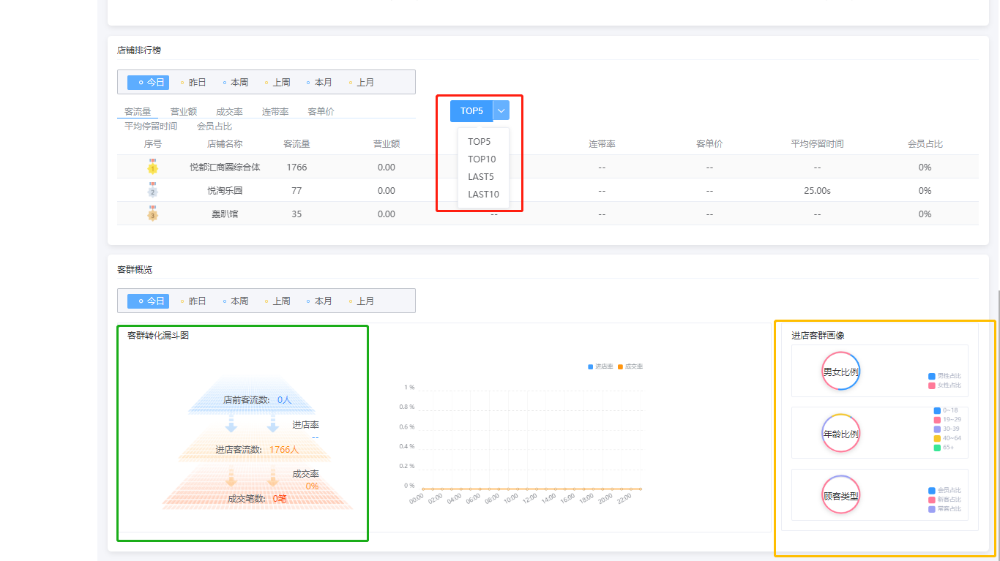 店铺排行榜
今日 昨日 本周 上周 本月 上月
客流量 营业额 成交率 连带率 客单价
平均停留时间 会员占比
TOP5
TOP5
TOP10
LAST5
LAST10
序号 店铺名称 客流量 营业额 连带率 客单价 平均停留时间 会员占比
1 悦都汇商圈综合体 1766 0.00 -- -- -- 0%
2 悦淘乐园 77 0.00 -- -- 25.00s 0%
3 轰趴馆 35 0.00 -- -- -- -- 0%
客群概览
今日 昨日 本周 上周 本月 上月
客群转化漏斗图
店前客流数: 0人
进店率
--
进店客流数: 1766人
成交率
0%
成交笔数: 0笔
进店率 成交率
1 %
0.8 %
0.6 %
0.4 %
0.2 %
0 %
00:00 02:00 04:00 06:00 08:00 10:00 12:00 14:00 16:00 18:00 20:00 22:00
进店客群画像
男女比例
男性占比
女性占比
年龄比例
0~18
19~29
30-39
40~64
65+
顾客类型
会员占比
新客占比
常客占比